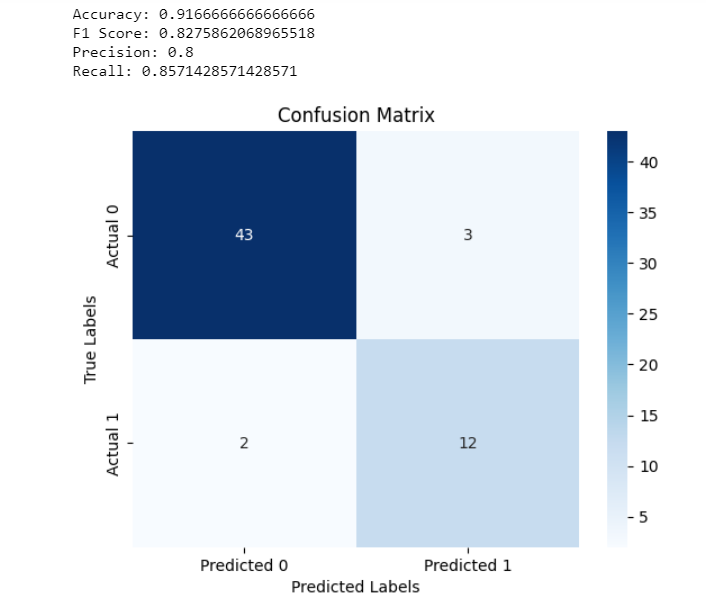 Accuracy: 0.9166666666666666
F1 Score: 0.8275862068965518
Precision: 0.8
Recall: 0.8571428571428571
Confusion Matrix
Actual 0
43
3
40
35
30
25
20
15
10
5
True Labels
Actual 1
2
12
Predicted 0
Predicted 1
Predicted Labels